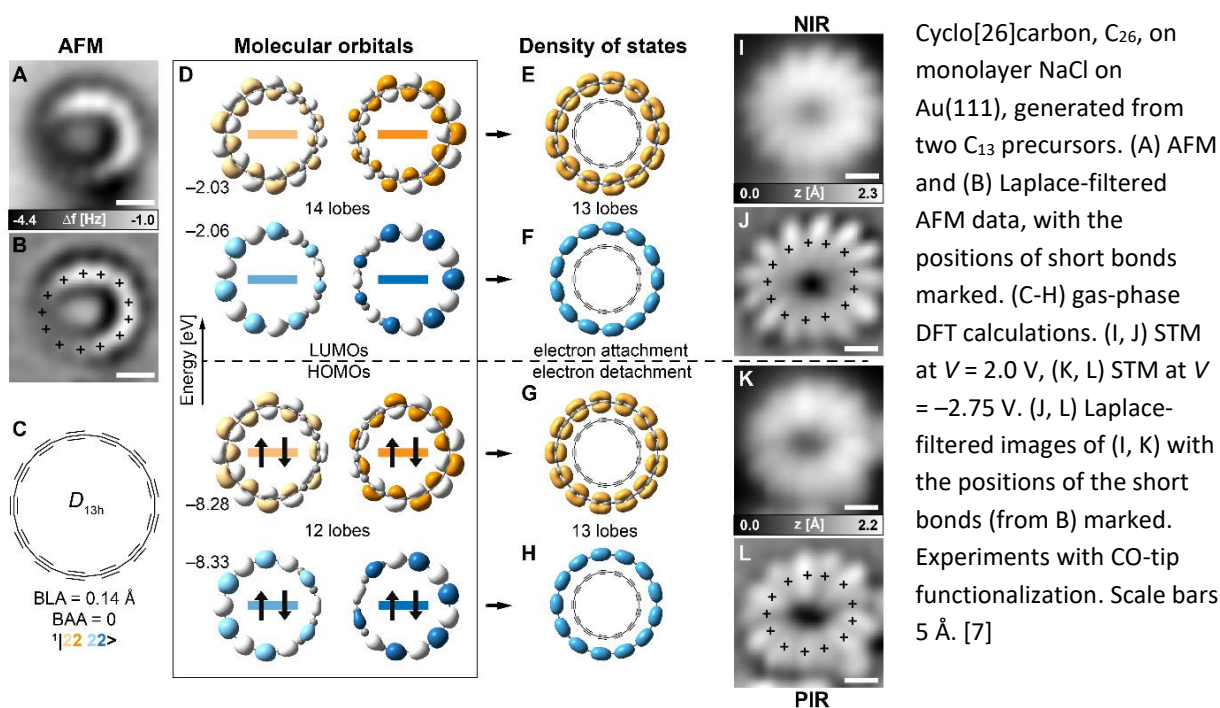 AFM
Molecular orbitals
Density of states
NIR
A
-4.4 Δf [Hz] -1.0
B
C
D13h
BLA = 0.14 Å
BAA = 0
¹|22 22>
D
–2.03
14 lobes
–2.06
LUMOs
Energy [eV]
HOMOs
–8.28
12 lobes
–8.33
E
13 lobes
F
electron attachment
electron detachment
G
13 lobes
H
I
0.0 z [Å] 2.3
J
K
0.0 z [Å] 2.2
L
PIR
Cyclo[26]carbon, C₂₆, on
monolayer NaCl on
Au(111), generated from
two C₁₃ precursors. (A) AFM
and (B) Laplace-filtered
AFM data, with the
positions of short bonds
marked. (C-H) gas-phase
DFT calculations. (I, J) STM
at V = 2.0 V, (K, L) STM at V
= –2.75 V. (J, L) Laplace-
filtered images of (I, K) with
the positions of the short
bonds (from B) marked.
Experiments with CO-tip
functionalization. Scale bars
5 Å. [7]